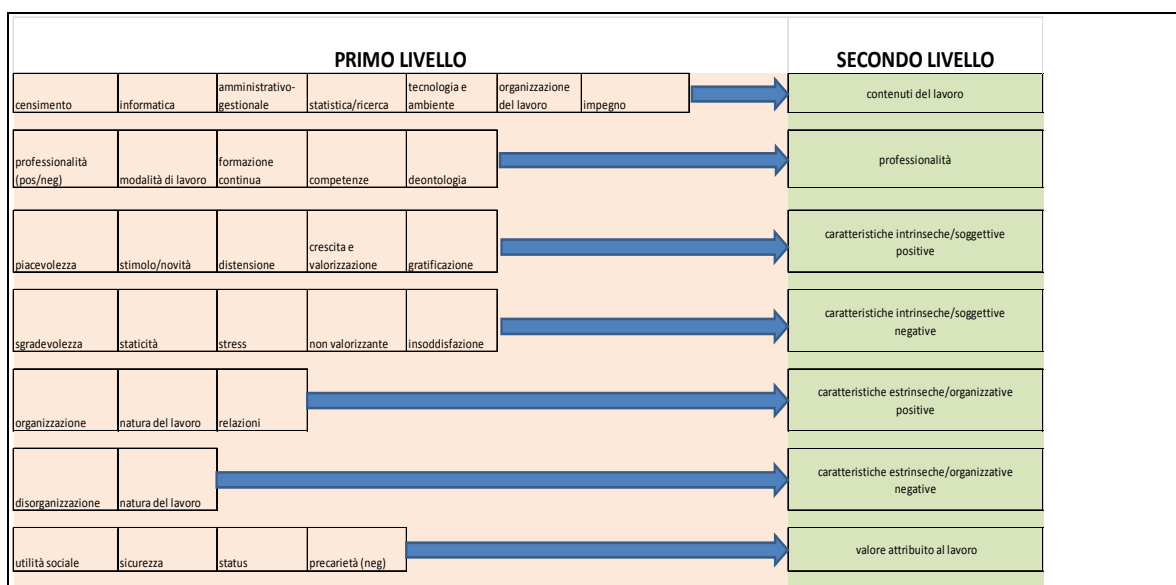 PRIMO LIVELLO
SECONDO LIVELLO
censimento
informatica
amministrativo-
gestionale
statistica/ricerca
tecnologia e
ambiente
organizzazione
del lavoro
impegno
contenuti del lavoro
professionalità
(pos/neg)
modalità di lavoro
formazione
continua
competenze
deontologia
professionalità
piacevolezza
stimolo/novità
distensione
crescita e
valorizzazione
gratificazione
caratteristiche intrinseche/soggettive
positive
sgradevolezza
staticità
stress
non valorizzante
insoddisfazione
caratteristiche intrinseche/soggettive
negative
organizzazione
natura del lavoro
relazioni
caratteristiche estrinseche/organizzative
positive
disorganizzazione
natura del lavoro
caratteristiche estrinseche/organizzative
negative
utilità sociale
sicurezza
status
precarietà (neg)
valore attribuito al lavoro